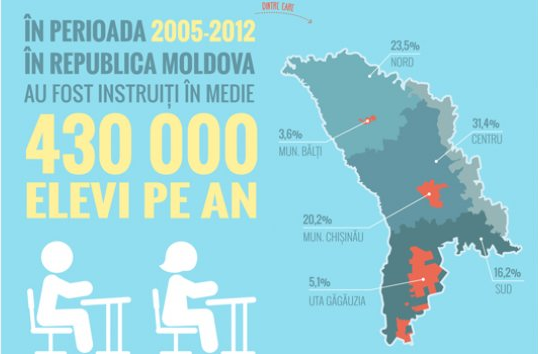 DINTRE CARE
ÎN PERIOADA 2005-2012
ÎN REPUBLICA MOLDOVA
AU FOST INSTRUIȚI ÎN MEDIE
430 000
ELEVI PE AN
23,5%
NORD
31,4%
CENTRU
3,6%
MUN. BĂLȚI
20,2%
MUN. CHIȘINĂU
5,1%
UTA GĂGĂUZIA
16,2%
SUD